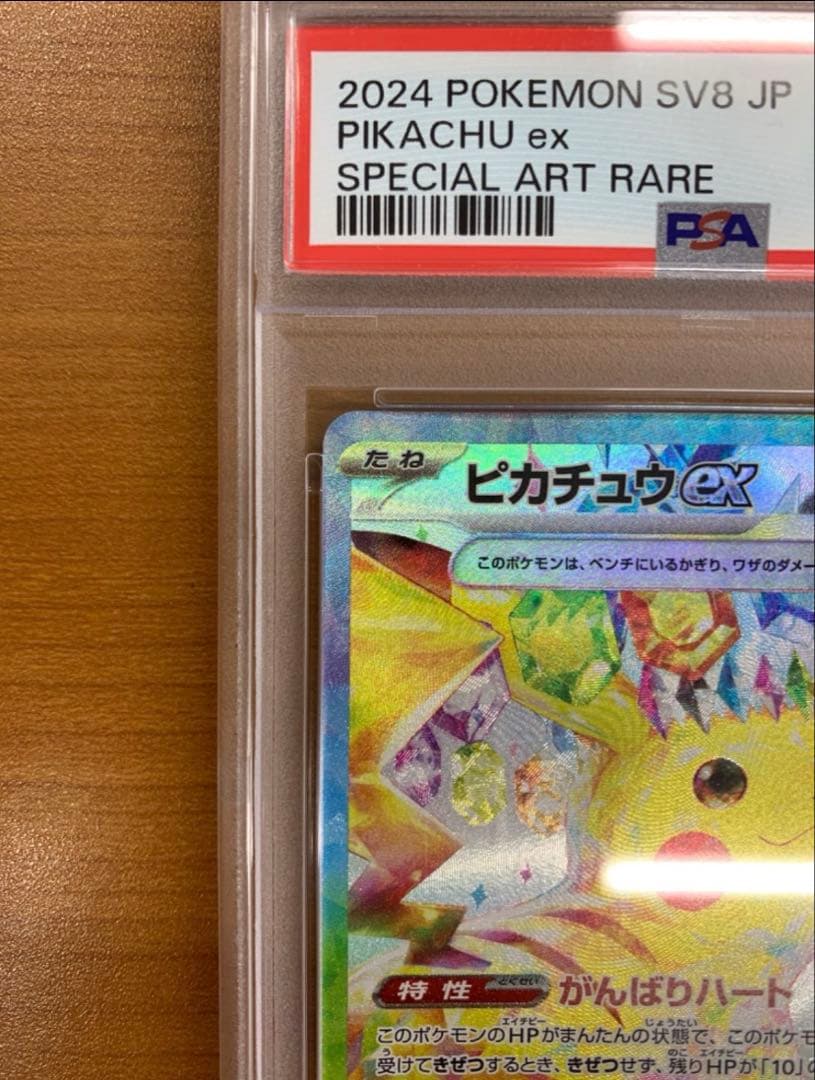 2024 POKEMON SV8 JP
PIKACHU ex
SPECIAL ART RARE
PSA
たね
ピカチュウex
このポケモンは、ベンチにいるかぎり、ワザのダメー
特性 とくせい がんばりハート
このポケモンのHPがまんたんの状態で、このポケモ
受けてきぜつするとき、きぜつせず、残りHPが「10」